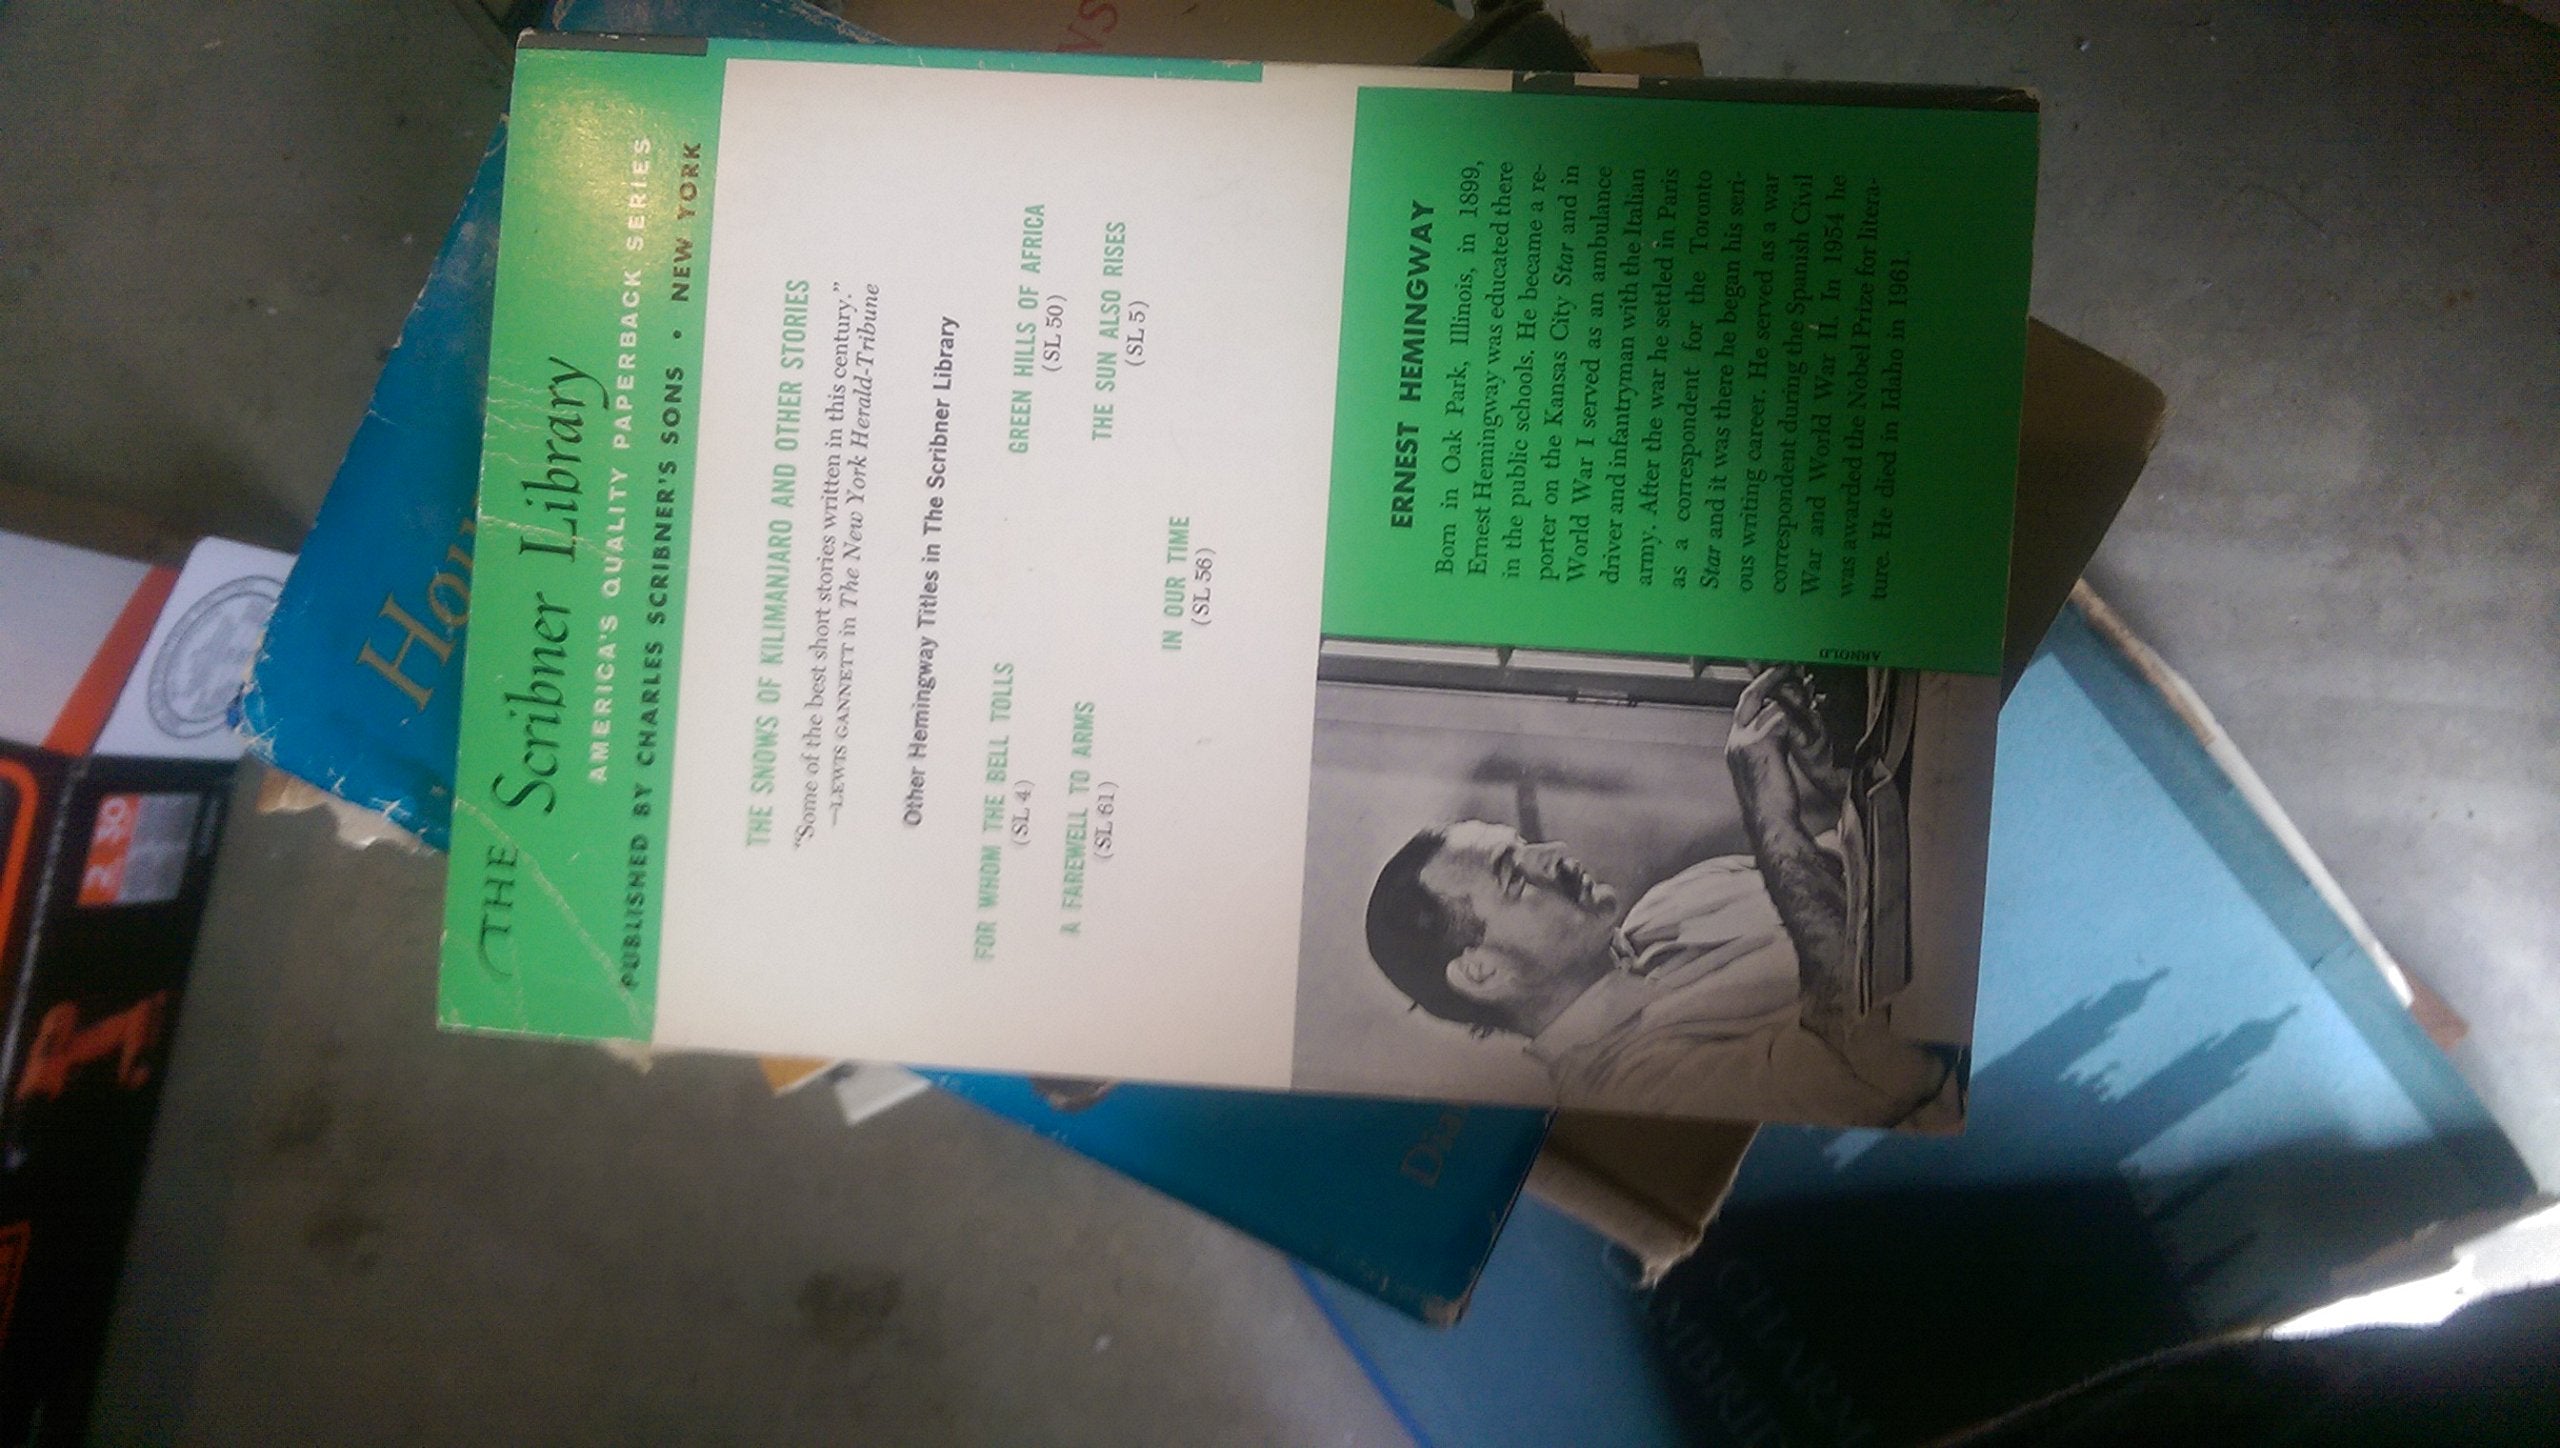 THE Scribner Library
AMERICA'S QUALITY PAPERBACK SERIES
PUBLISHED BY CHARLES SCRIBNER'S SONS • NEW YORK
THE SNOWS OF KILIMANJARO AND OTHER STORIES
“Some of the best short stories written in this century.”
—LEWIS GANNETT in The New York Herald-Tribune
Other Hemingway Titles in The Scribner Library
FOR WHOM THE BELL TOLLS
(SL 4)
GREEN HILLS OF AFRICA
(SL 50)
A FAREWELL TO ARMS
(SL 61)
THE SUN ALSO RISES
(SL 5)
IN OUR TIME
(SL 56)
ERNEST HEMINGWAY
Born in Oak Park, Illinois, in 1899,
Ernest Hemingway was educated there
in the public schools. He became a re-
porter on the Kansas City Star and in
World War I served as an ambulance
driver and infantryman with the Italian
army. After the war he settled in Paris
as a correspondent for the Toronto
Star and it was there he began his seri-
ous writing career. He served as a war
correspondent during the Spanish Civil
War and World War II. In 1954 he
was awarded the Nobel Prize for litera-
ture. He died in Idaho in 1961.
ARNOLD
2.30